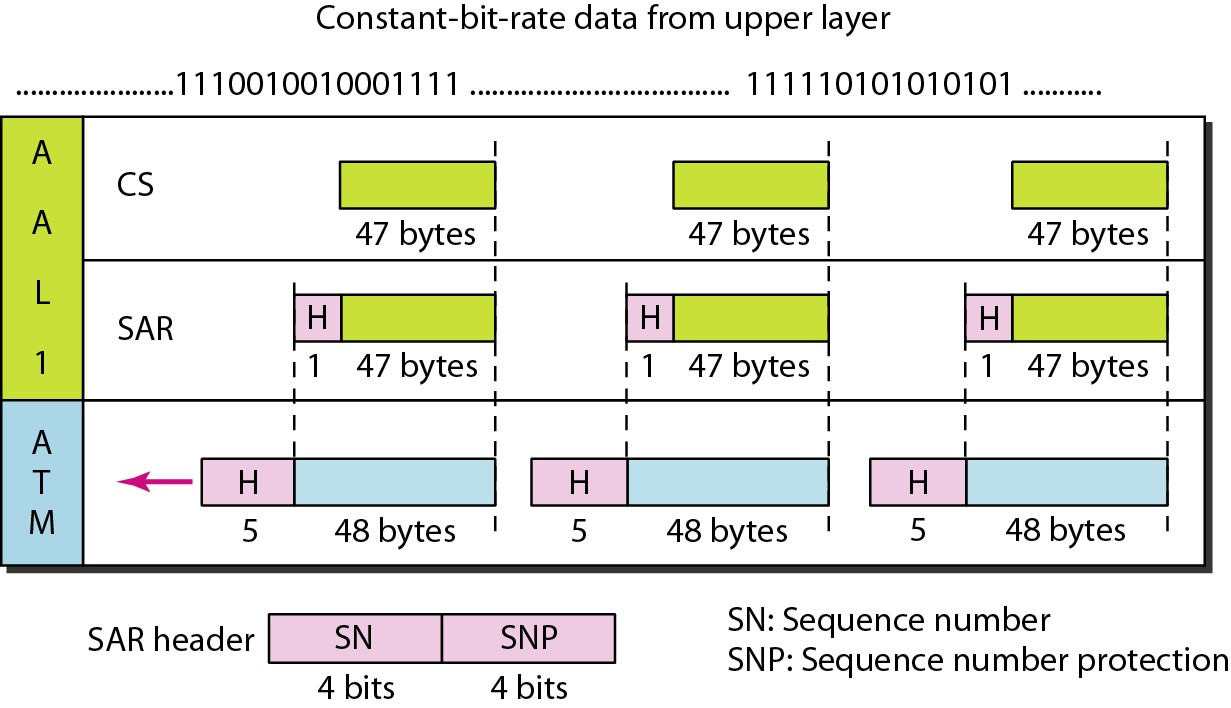 Constant-bit-rate data from upper layer
......................1110010010001111 .................................... 111110101010101 ...........
A
A
L
1
CS
47 bytes 47 bytes 47 bytes
SAR
H H H
1 47 bytes 1 47 bytes 1 47 bytes
A
T
M
H H H
5 48 bytes 5 48 bytes 5 48 bytes
SAR header SN SNP
4 bits 4 bits
SN: Sequence number
SNP: Sequence number protection